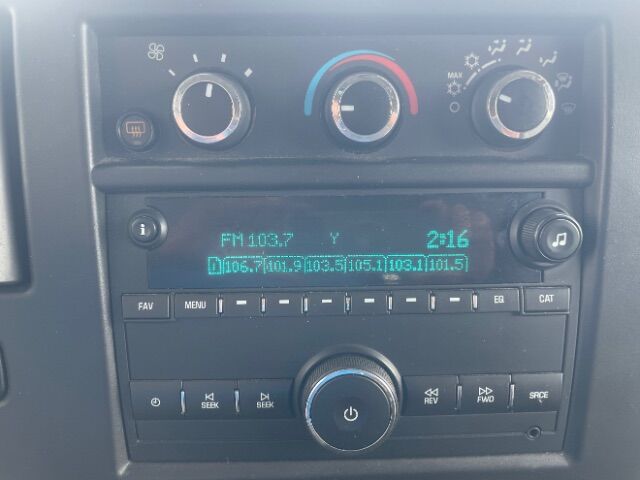 MAX
i
FM 103.7 Y 2:16
1 106.7 101.9 103.5 105.1 103.1 101.5
FAV MENU EQ CAT
SEEK SEEK REV FWD SRCE